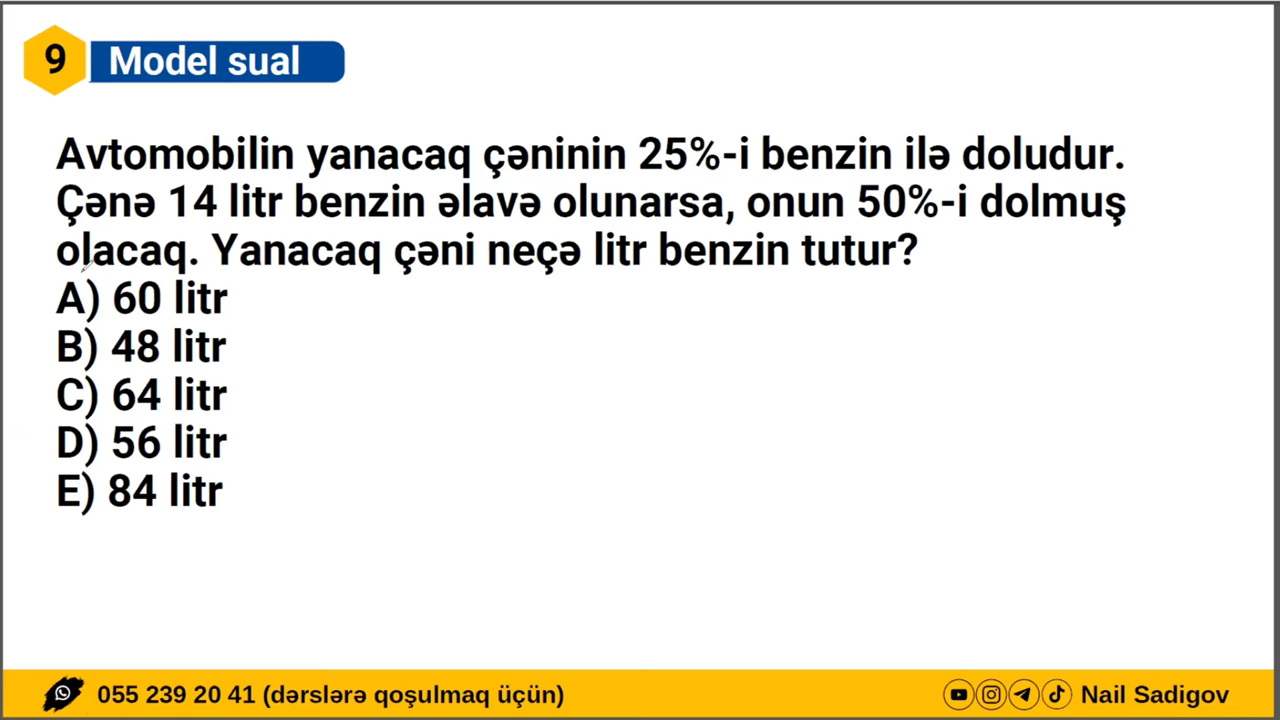 9 Model sual
Avtomobilin yanacaq çəninin 25%-i benzin ilə doludur.
Çənə 14 litr benzin əlavə olunarsa, onun 50%-i dolmuş
olacaq. Yanacaq çəni neçə litr benzin tutur?
A) 60 litr
B) 48 litr
C) 64 litr
D) 56 litr
E) 84 litr
055 239 20 41 (dərslərə qoşulmaq üçün) Nail Sadigov